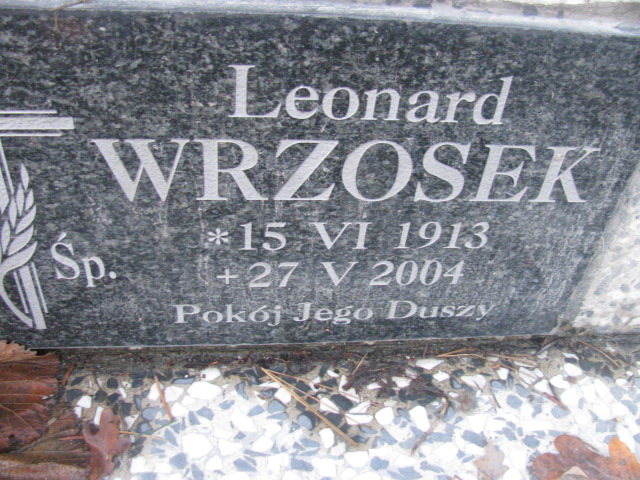 Leonard
WRZOSEK
*15 VI 1913
Śp.
+27 V 2004
Pokój Jego Duszy